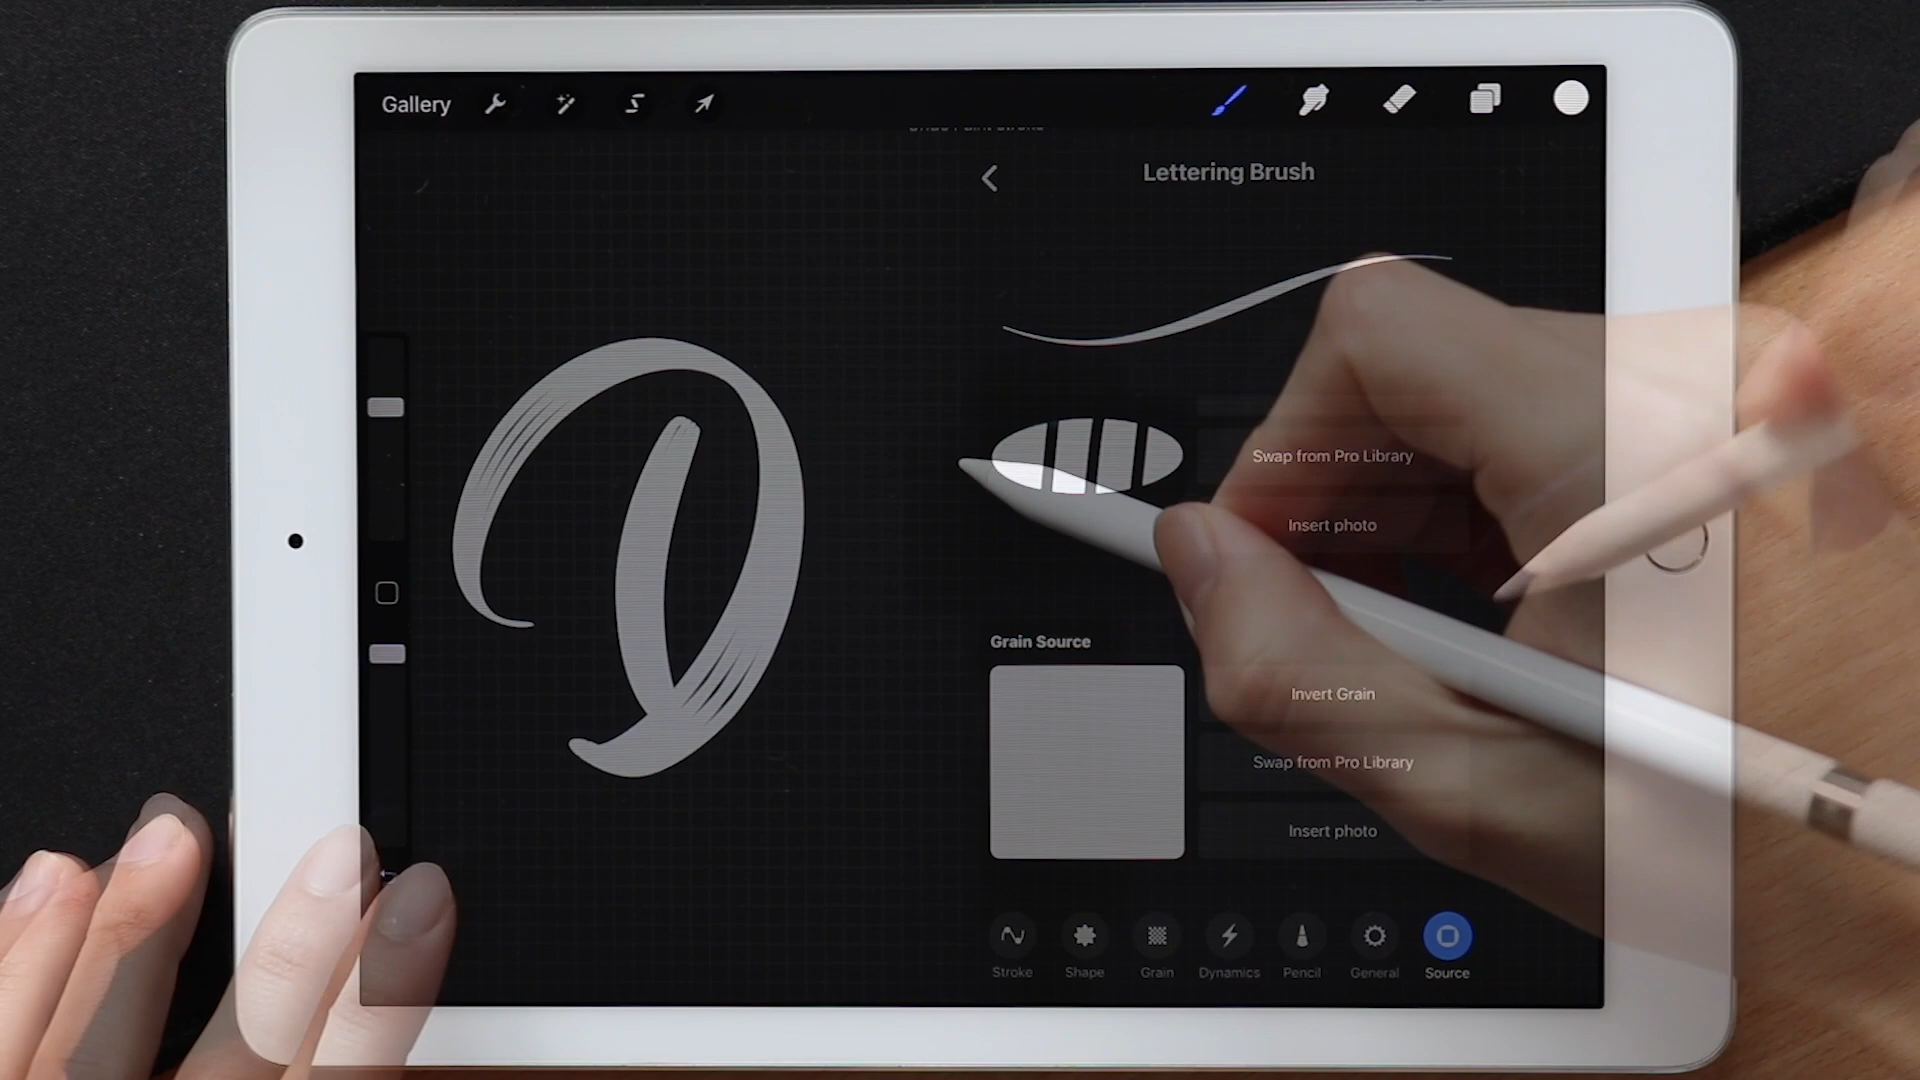 Gallery
Lettering Brush
Swap from Pro Library
Insert photo
Grain Source
Invert Grain
Swap from Pro Library
Insert photo
Stroke Shape Grain Dynamics Pencil General Source
D